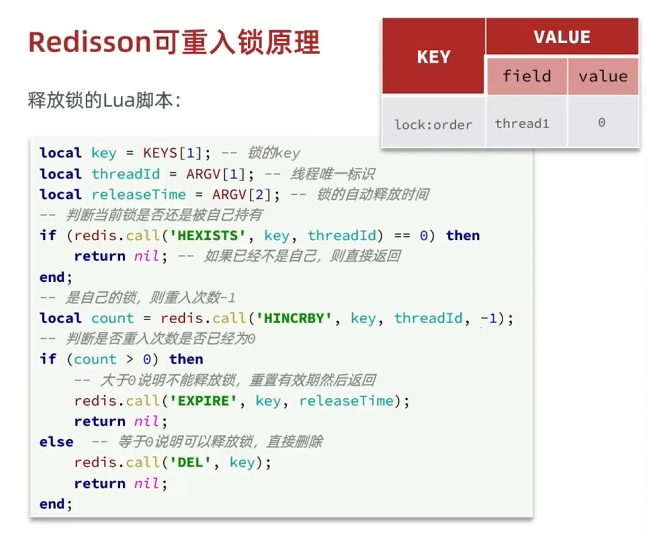 Redisson可重入锁原理
KEY
VALUE
field
value
lock:order
thread1
0
释放锁的Lua脚本：
local key = KEYS[1]; -- 锁的key
local threadId = ARGV[1]; -- 线程唯一标识
local releaseTime = ARGV[2]; -- 锁的自动释放时间
-- 判断当前锁是否还是被自己持有
if (redis.call('HEXISTS', key, threadId) == 0) then
    return nil; -- 如果已经不是自己，则直接返回
end;
-- 是自己的锁，则重入次数-1
local count = redis.call('HINCRBY', key, threadId, -1);
-- 判断是否重入次数是否已经为0
if (count > 0) then
    -- 大于0说明不能释放锁，重置有效期然后返回
    redis.call('EXPIRE', key, releaseTime);
    return nil;
else  -- 等于0说明可以释放锁，直接删除
    redis.call('DEL', key);
    return nil;
end;